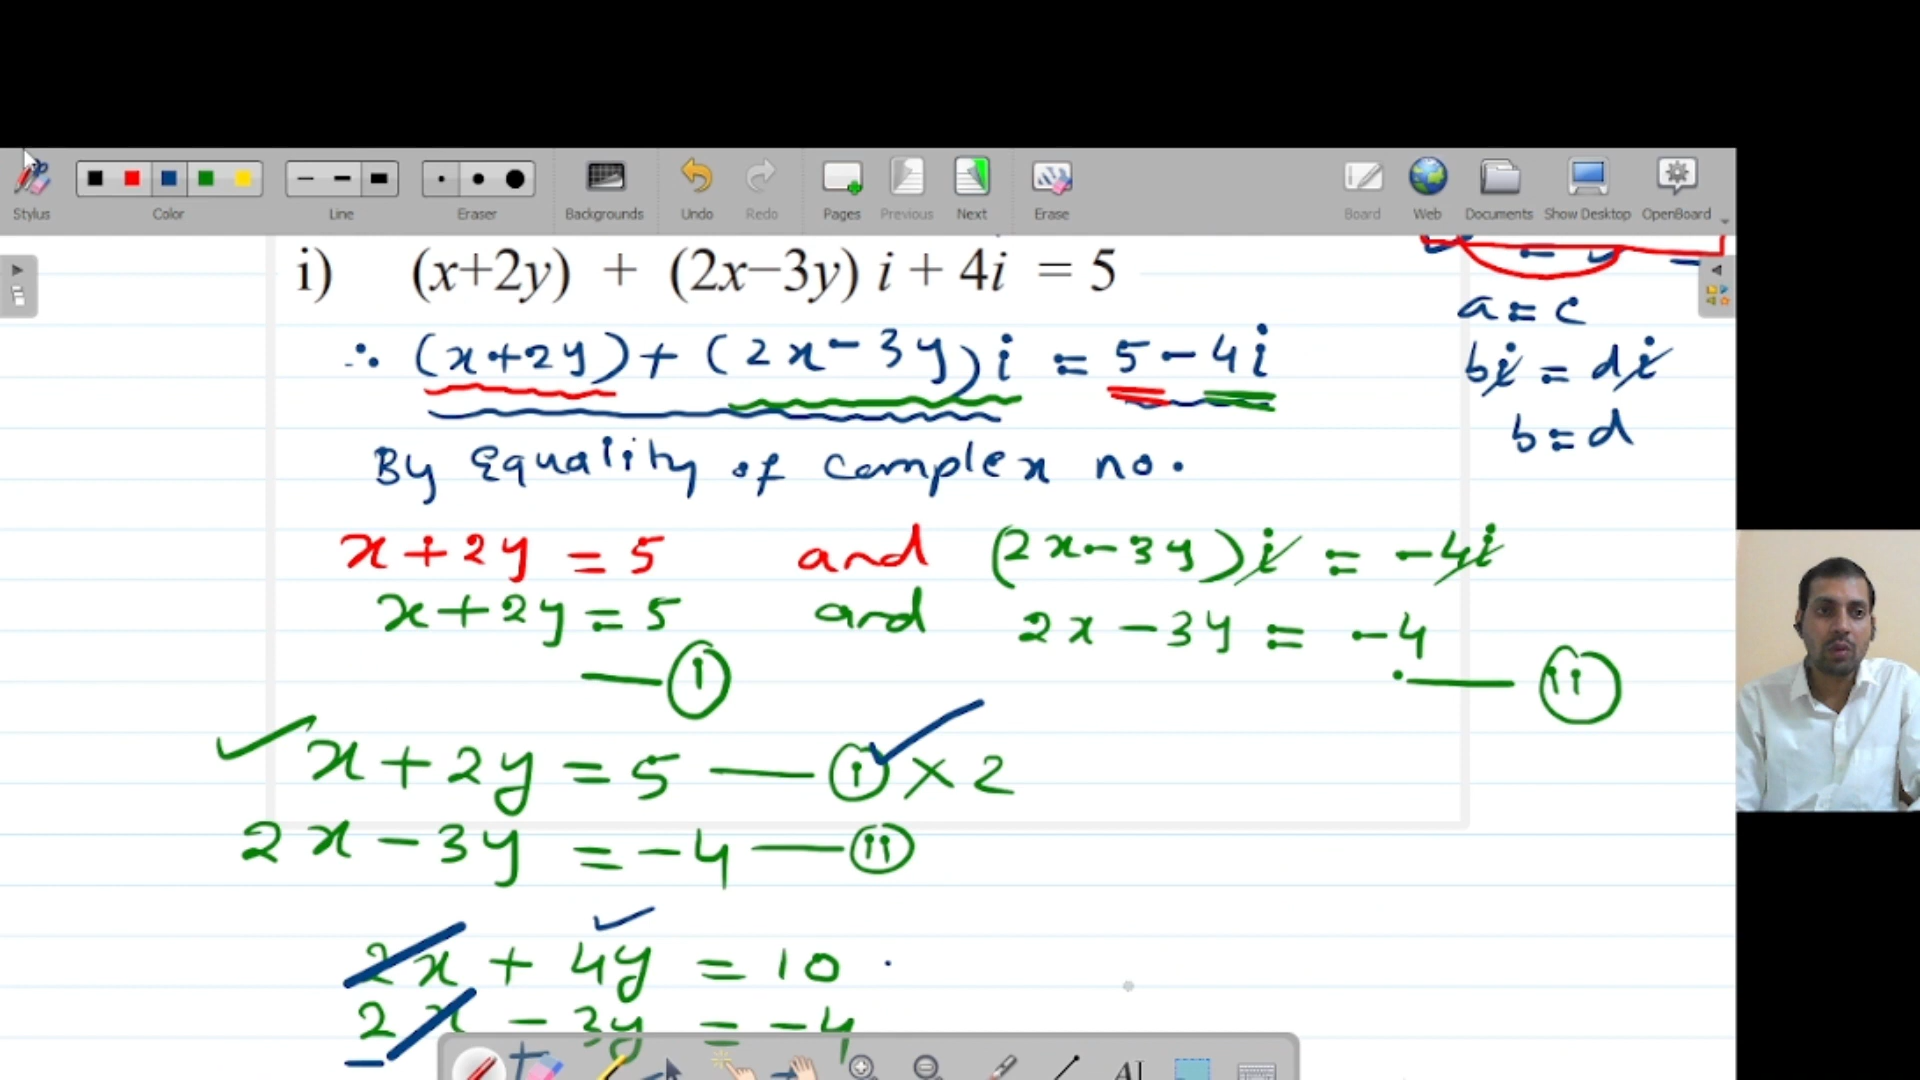 Stylus Color Line Eraser Backgrounds Undo Redo Pages Previous Next Erase Board Web Documents Show Desktop OpenBoard
i) (x+2y) + (2x−3y) i + 4i = 5
∴ (x+2y) + (2x-3y)i = 5-4i
By Equality of complex no.
a = c
bi = di
b = d
x+2y = 5 and (2x-3y)i = -4i
x+2y = 5 and 2x-3y = -4
— (i) — (ii)
x+2y = 5 — (i) × 2
2x-3y = -4 — (ii)
2x + 4y = 10
2x - 3y = -4
- +
AI